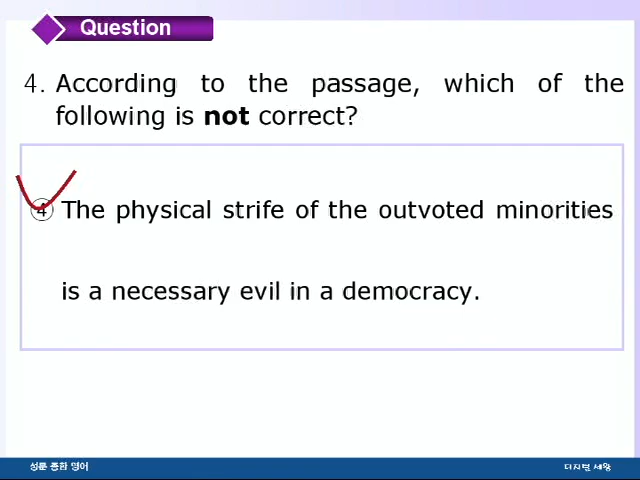 Question
4. According to the passage, which of the
following is not correct?
④ The physical strife of the outvoted minorities
is a necessary evil in a democracy.
성문 종합 영어
디지털 세왕